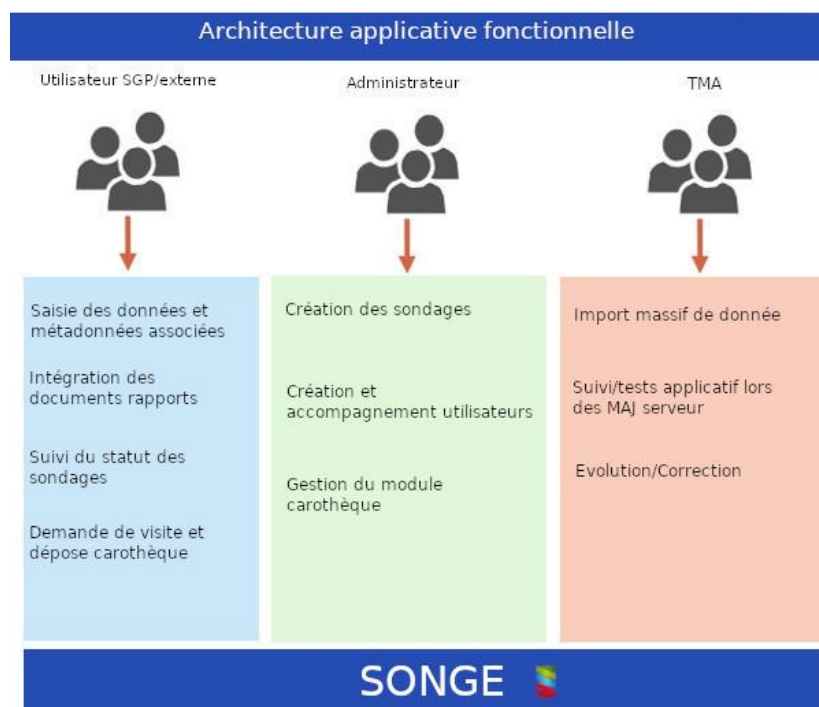 Architecture applicative fonctionnelle
Utilisateur SGP/externe
Administrateur
TMA
Saisie des données et
métadonnées associées
Intégration des
documents rapports
Suivi du statut des
sondages
Demande de visite et
dépose carothèque
Création des sondages
Création et
accompagnement utilisateurs
Gestion du module
carothèque
Import massif de donnée
Suivi/tests applicatif lors
des MAJ serveur
Evolution/Correction
SONGE